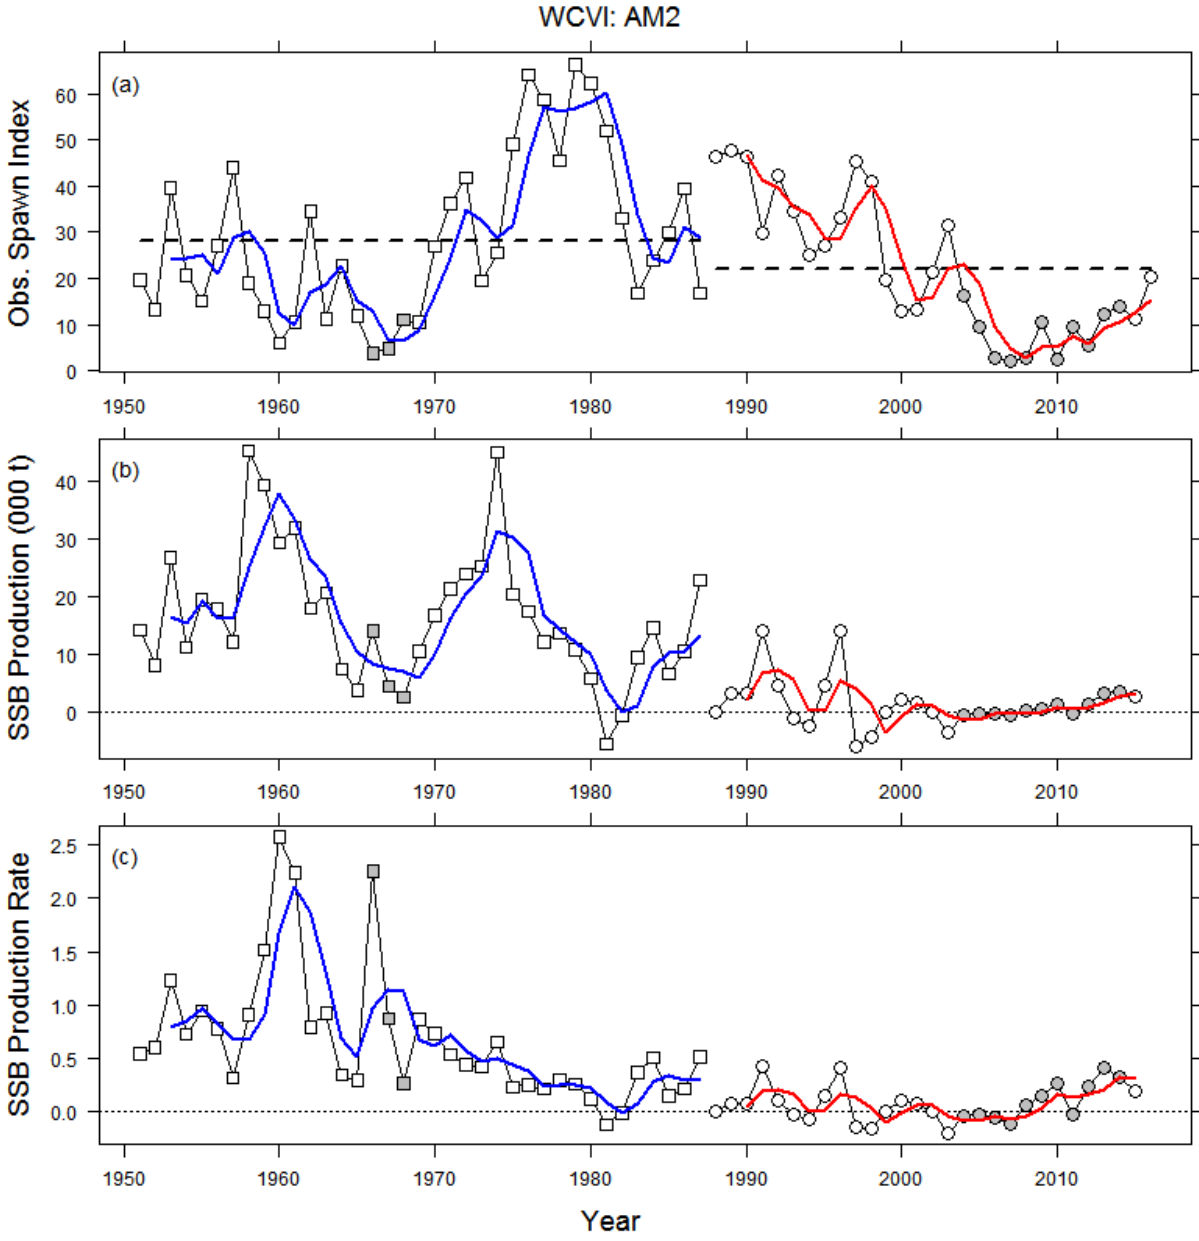 WCVI: AM2
(a)
Obs. Spawn Index
60
50
40
30
20
10
0
1950 1960 1970 1980 1990 2000 2010
(b)
SSB Production (000 t)
40
30
20
10
0
1950 1960 1970 1980 1990 2000 2010
(c)
SSB Production Rate
2.5
2.0
1.5
1.0
0.5
0.0
1950 1960 1970 1980 1990 2000 2010
Year